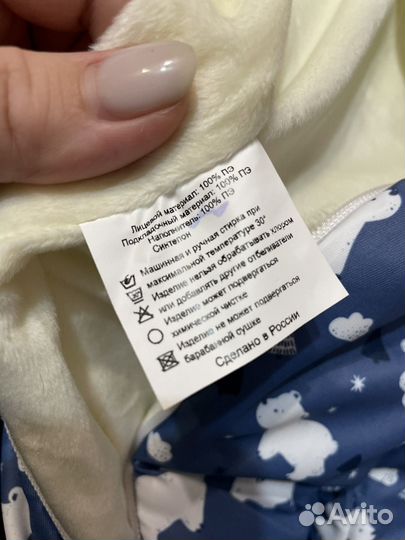 Лицевой материал: 100% ПЭ
Подкладочный материал: 100% ПЭ
Наполнитель: 100% ПЭ
Синтепон
Машинная и ручная стирка при
максимальной температуре 30°
Изделие нельзя обрабатывать хлором
или добавлять другие отбеливатели
Изделие может подвергаться
химической чистке
Изделие не может подвергаться
барабанной сушке
Сделано в России
Avito